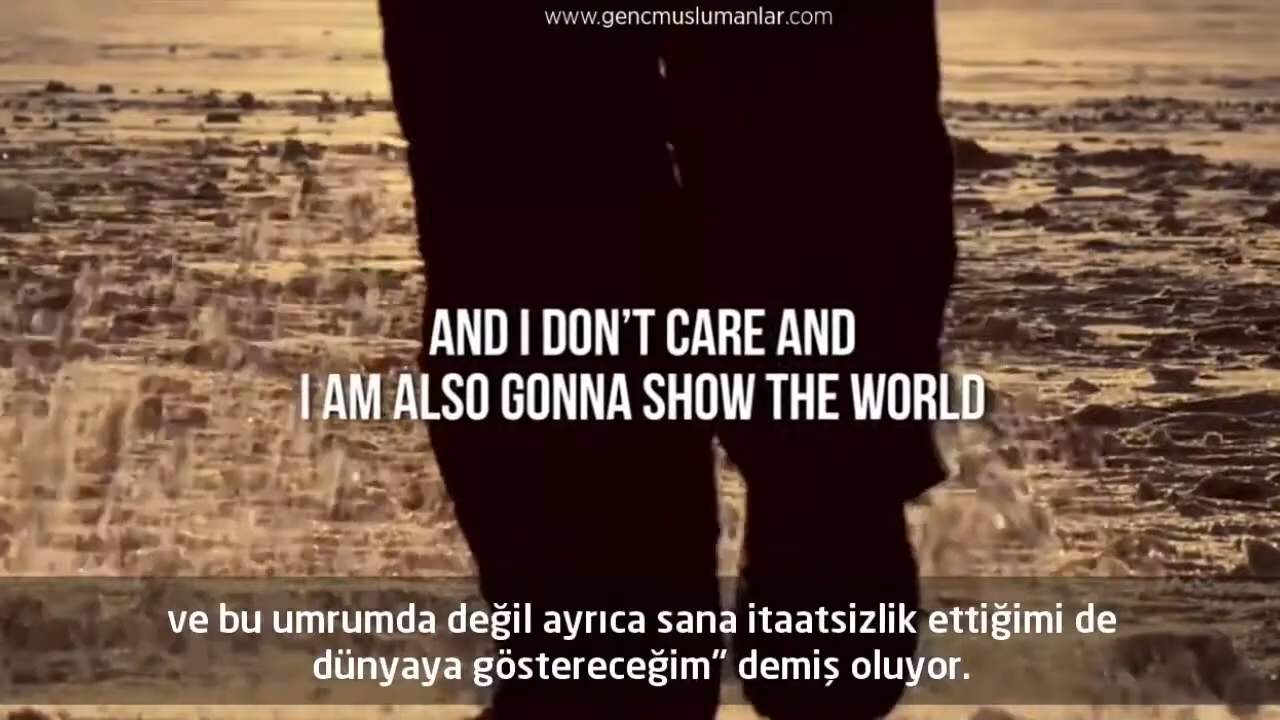 www.gencmuslumanlar.com
AND I DON'T CARE AND
I AM ALSO GONNA SHOW THE WORLD
ve bu umrumda değil ayrıca sana itaatsizlik ettiğimi de
dünyaya göstereceğim" demiş oluyor.